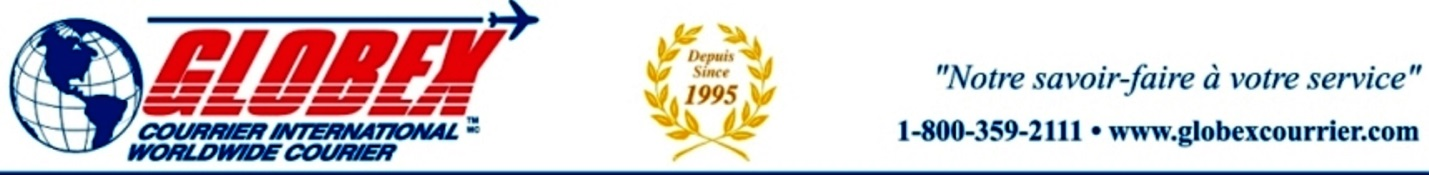 GLOBEX
COURRIER INTERNATIONAL ™ MC
WORLDWIDE COURIER
Depuis
Since
1995
"Notre savoir-faire à votre service"
1-800-359-2111 • www.globexcourrier.com